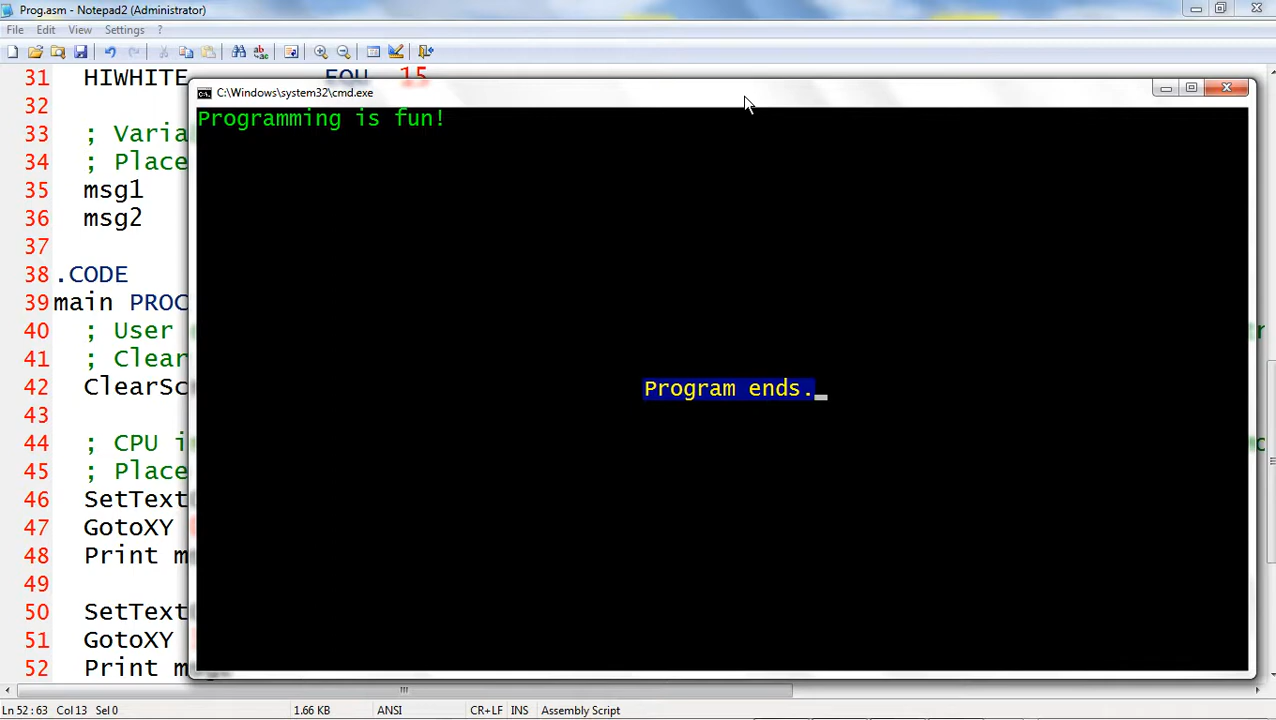 Prog.asm - Notepad2 (Administrator)
File Edit View Settings ?
31 HIWHITE EQU 15
C:\Windows\system32\cmd.exe
Programming is fun!
Program ends.
32
33 ; Varia
34 ; Place
35 msg1
36 msg2
37
38 .CODE
39 main PROC
40 ; User
41 ; Clear
42 ClearSc
43
44 ; CPU i
45 ; Place
46 SetText
47 GotoXY
48 Print m
49
50 SetText
51 GotoXY
52 Print
Ln 52 : 63 Col 13 Sel 0 1.66 KB ANSI CR+LF INS Assembly Script